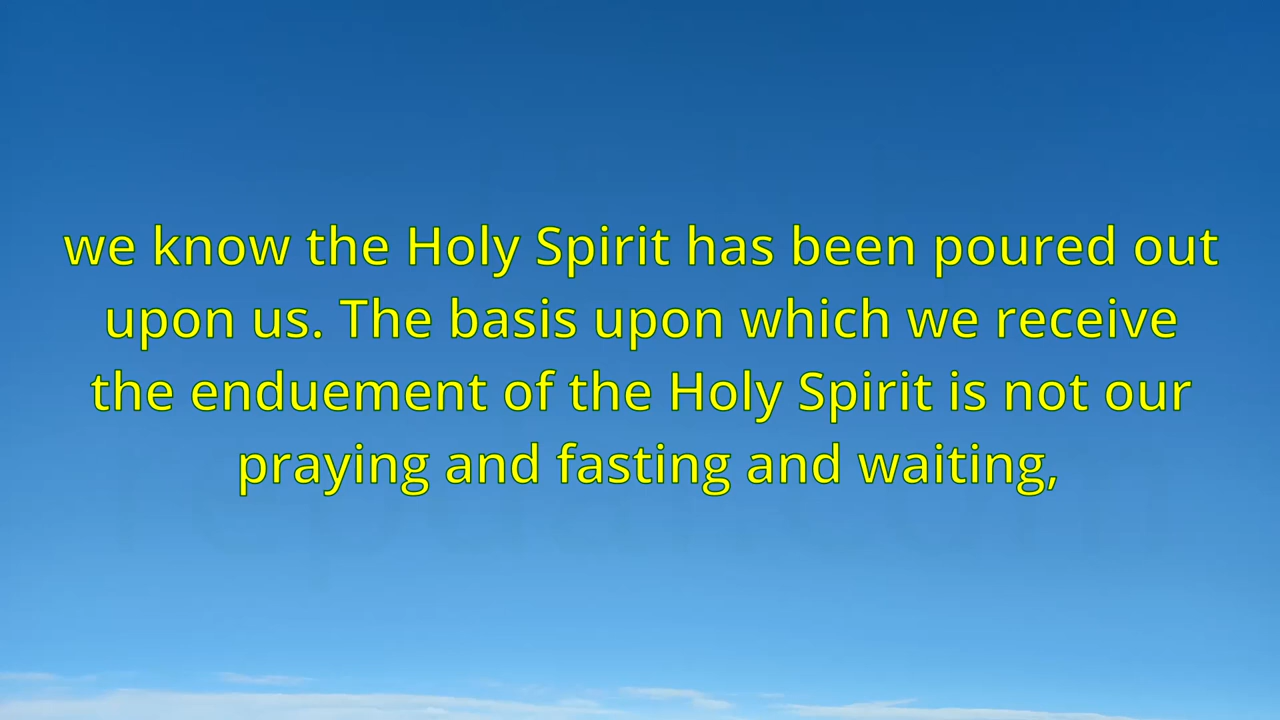 we know the Holy Spirit has been poured out
upon us. The basis upon which we receive
the enduement of the Holy Spirit is not our
praying and fasting and waiting,